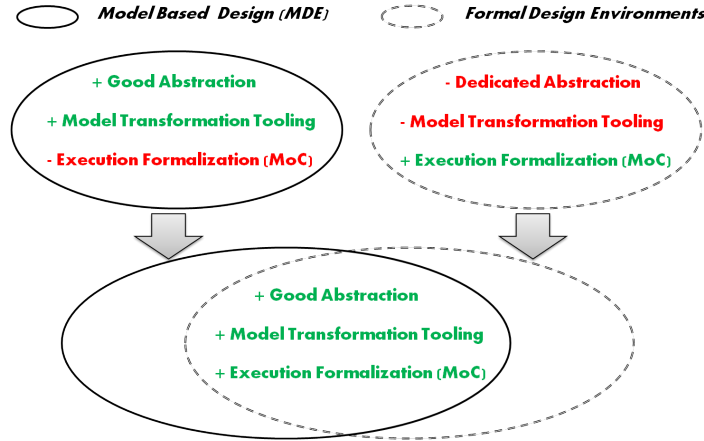 Model Based Design (MDE)
Formal Design Environments
+ Good Abstraction
+ Model Transformation Tooling
- Execution Formalization (MoC)
- Dedicated Abstraction
- Model Transformation Tooling
+ Execution Formalization (MoC)
+ Good Abstraction
+ Model Transformation Tooling
+ Execution Formalization (MoC)